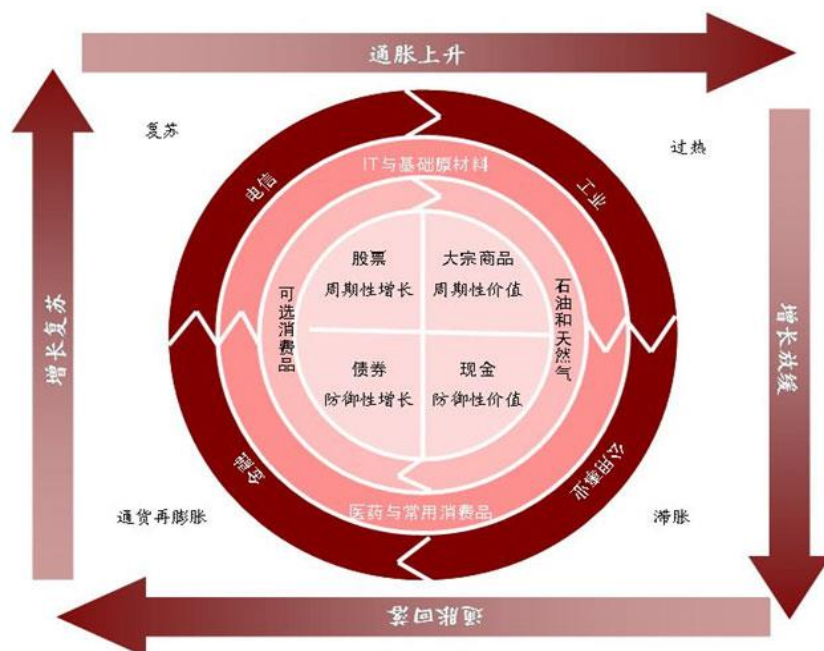 通胀上升
复苏
过热
IT与基础原材料
电信
工业
股票
周期性增长
大宗商品
周期性价值
可选消费品
石油和天然气
增长复苏
增长放缓
债券
防御性增长
现金
防御性价值
金融
公用事业
医药与常用消费品
通货再膨胀
滞胀
通胀回落